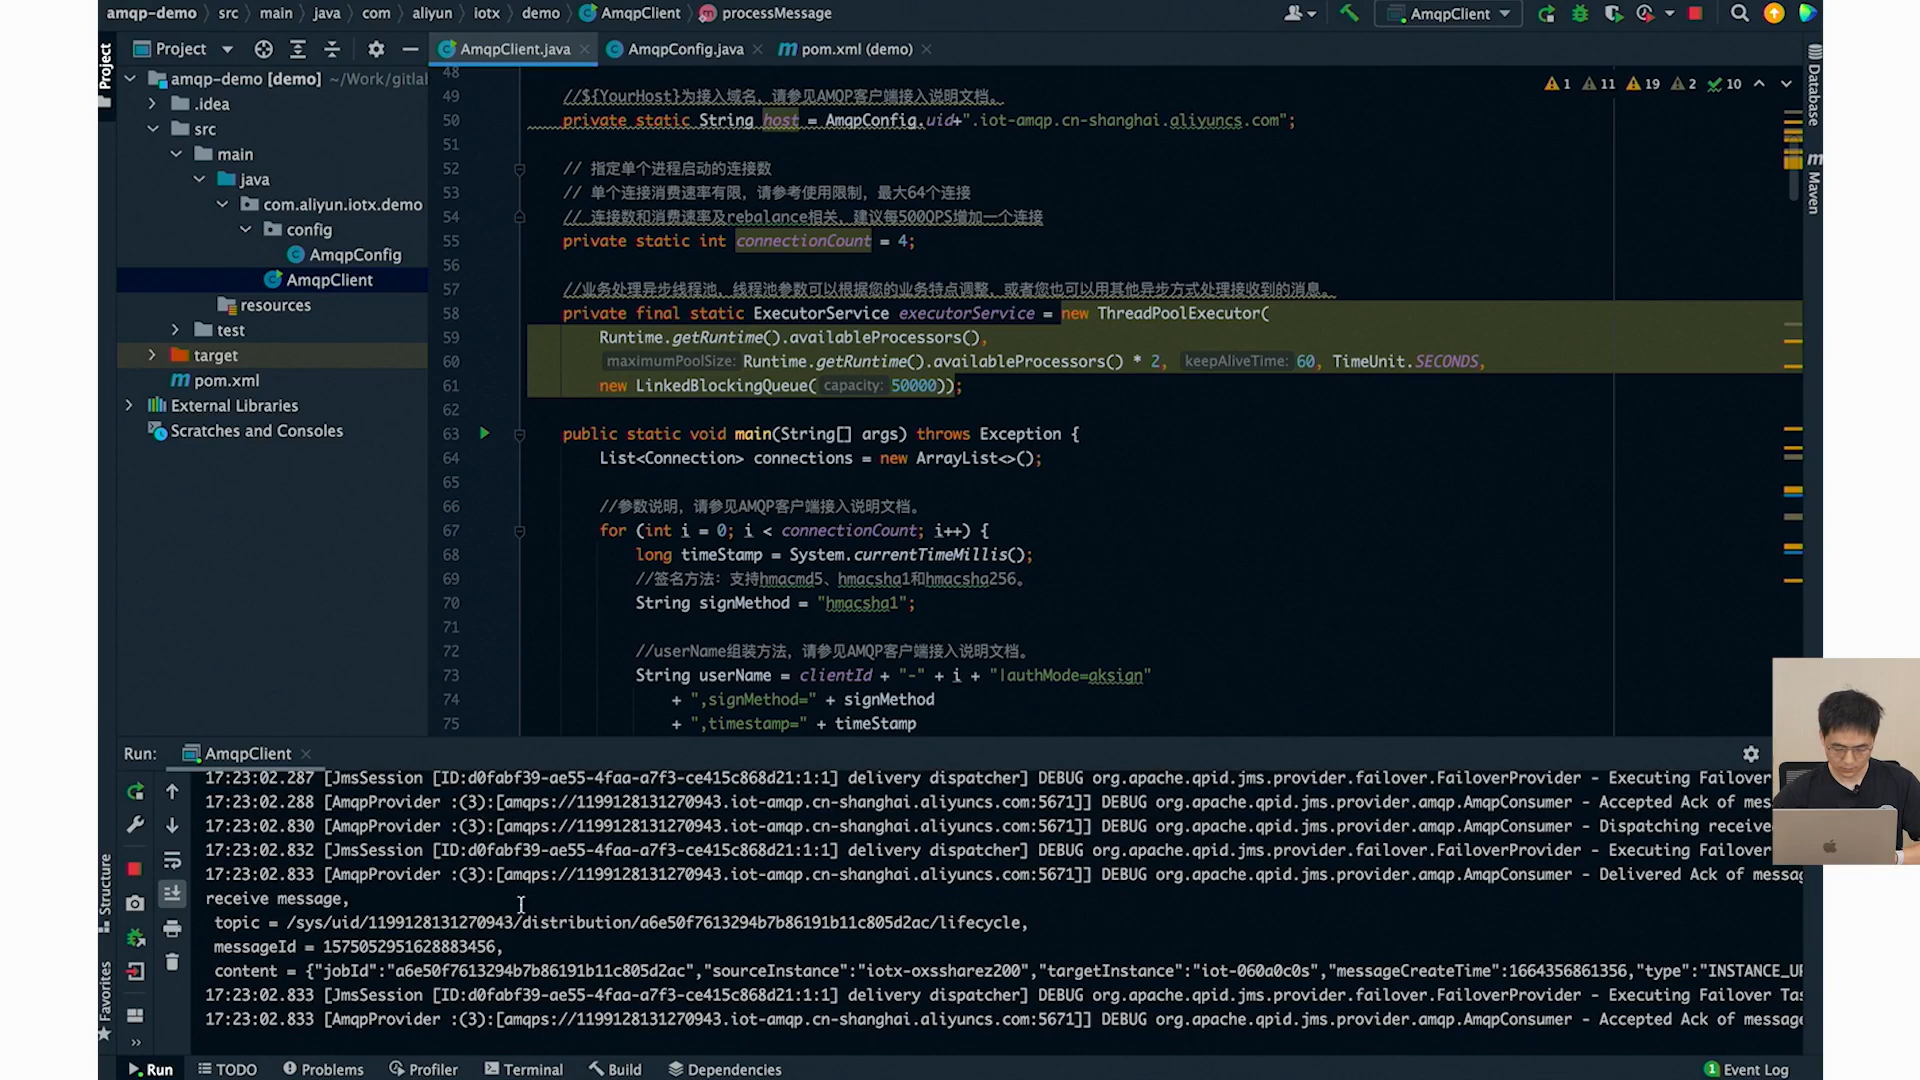 amqp-demo › src › main › java › com › aliyun › iotx › demo › AmqpClient › processMessage
AmqpClient
Project
AmqpClient.java
AmqpConfig.java
pom.xml (demo)
Project
amqp-demo [demo] ~/Work/gitlab
.idea
src
main
java
com.aliyun.iotx.demo
config
AmqpConfig
AmqpClient
resources
test
target
pom.xml
External Libraries
Scratches and Consoles
1 11 19 2 10
Database
Maven
48
49 //${YourHost}为接入域名，请参见AMQP客户端接入说明文档。
50 private static String host = AmqpConfig.uid+".iot-amqp.cn-shanghai.aliyuncs.com";
51
52 // 指定单个进程启动的连接数
53 // 单个连接消费速率有限，请参考使用限制，最大64个连接
54 // 连接数和消费速率及rebalance相关，建议每500QPS增加一个连接
55 private static int connectionCount = 4;
56
57 //业务处理异步线程池，线程池参数可以根据您的业务特点调整，或者您也可以用其他异步方式处理接收到的消息。
58 private final static ExecutorService executorService = new ThreadPoolExecutor(
59 Runtime.getRuntime().availableProcessors(),
60 maximumPoolSize: Runtime.getRuntime().availableProcessors() * 2, keepAliveTime: 60, TimeUnit.SECONDS,
61 new LinkedBlockingQueue( capacity: 50000));
62
63 public static void main(String[] args) throws Exception {
64 List<Connection> connections = new ArrayList<>();
65
66 //参数说明，请参见AMQP客户端接入说明文档。
67 for (int i = 0; i < connectionCount; i++) {
68 long timeStamp = System.currentTimeMillis();
69 //签名方法：支持hmacmd5、hmacsha1和hmacsha256。
70 String signMethod = "hmacsha1";
71
72 //userName组装方法，请参见AMQP客户端接入说明文档。
73 String userName = clientId + "-" + i + "|authMode=aksign"
74 + ",signMethod=" + signMethod
75 + ",timestamp=" + timeStamp
Run: AmqpClient
17:23:02.287 [JmsSession [ID:d0fabf39-ae55-4faa-a7f3-ce415c868d21:1:1] delivery dispatcher] DEBUG org.apache.qpid.jms.provider.failover.FailoverProvider - Executing Failover
17:23:02.288 [AmqpProvider :(3):[amqps://1199128131270943.iot-amqp.cn-shanghai.aliyuncs.com:5671]] DEBUG org.apache.qpid.jms.provider.amqp.AmqpConsumer - Accepted Ack of mes
17:23:02.830 [AmqpProvider :(3):[amqps://1199128131270943.iot-amqp.cn-shanghai.aliyuncs.com:5671]] DEBUG org.apache.qpid.jms.provider.amqp.AmqpConsumer - Dispatching receive
17:23:02.832 [JmsSession [ID:d0fabf39-ae55-4faa-a7f3-ce415c868d21:1:1] delivery dispatcher] DEBUG org.apache.qpid.jms.provider.failover.FailoverProvider - Executing Failover
17:23:02.833 [AmqpProvider :(3):[amqps://1199128131270943.iot-amqp.cn-shanghai.aliyuncs.com:5671]] DEBUG org.apache.qpid.jms.provider.amqp.AmqpConsumer - Delivered Ack of messag
receive message,
topic = /sys/uid/1199128131270943/distribution/a6e50f7613294b7b86191b11c805d2ac/lifecycle,
messageId = 1575052951628883456,
content = {"jobId":"a6e50f7613294b7b86191b11c805d2ac","sourceInstance":"iotx-oxssharez200","targetInstance":"iot-060a0c0s","messageCreateTime":1664356861356,"type":"INSTANCE_UP
17:23:02.833 [JmsSession [ID:d0fabf39-ae55-4faa-a7f3-ce415c868d21:1:1] delivery dispatcher] DEBUG org.apache.qpid.jms.provider.failover.FailoverProvider - Executing Failover Tas
17:23:02.833 [AmqpProvider :(3):[amqps://1199128131270943.iot-amqp.cn-shanghai.aliyuncs.com:5671]] DEBUG org.apache.qpid.jms.provider.amqp.AmqpConsumer - Accepted Ack of message
Structure
Favorites
Run
TODO
Problems
Profiler
Terminal
Build
Dependencies
1 Event Log